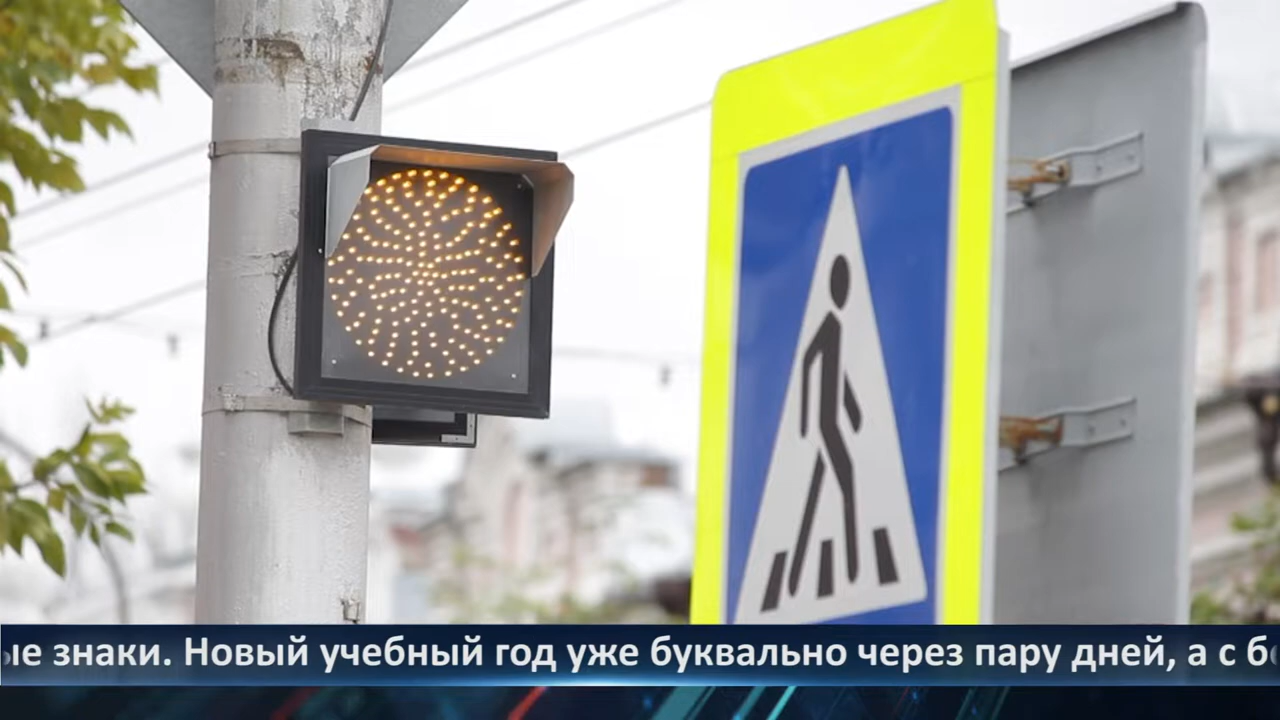 знаки. Новый учебный год уже буквально через пару дней, а с